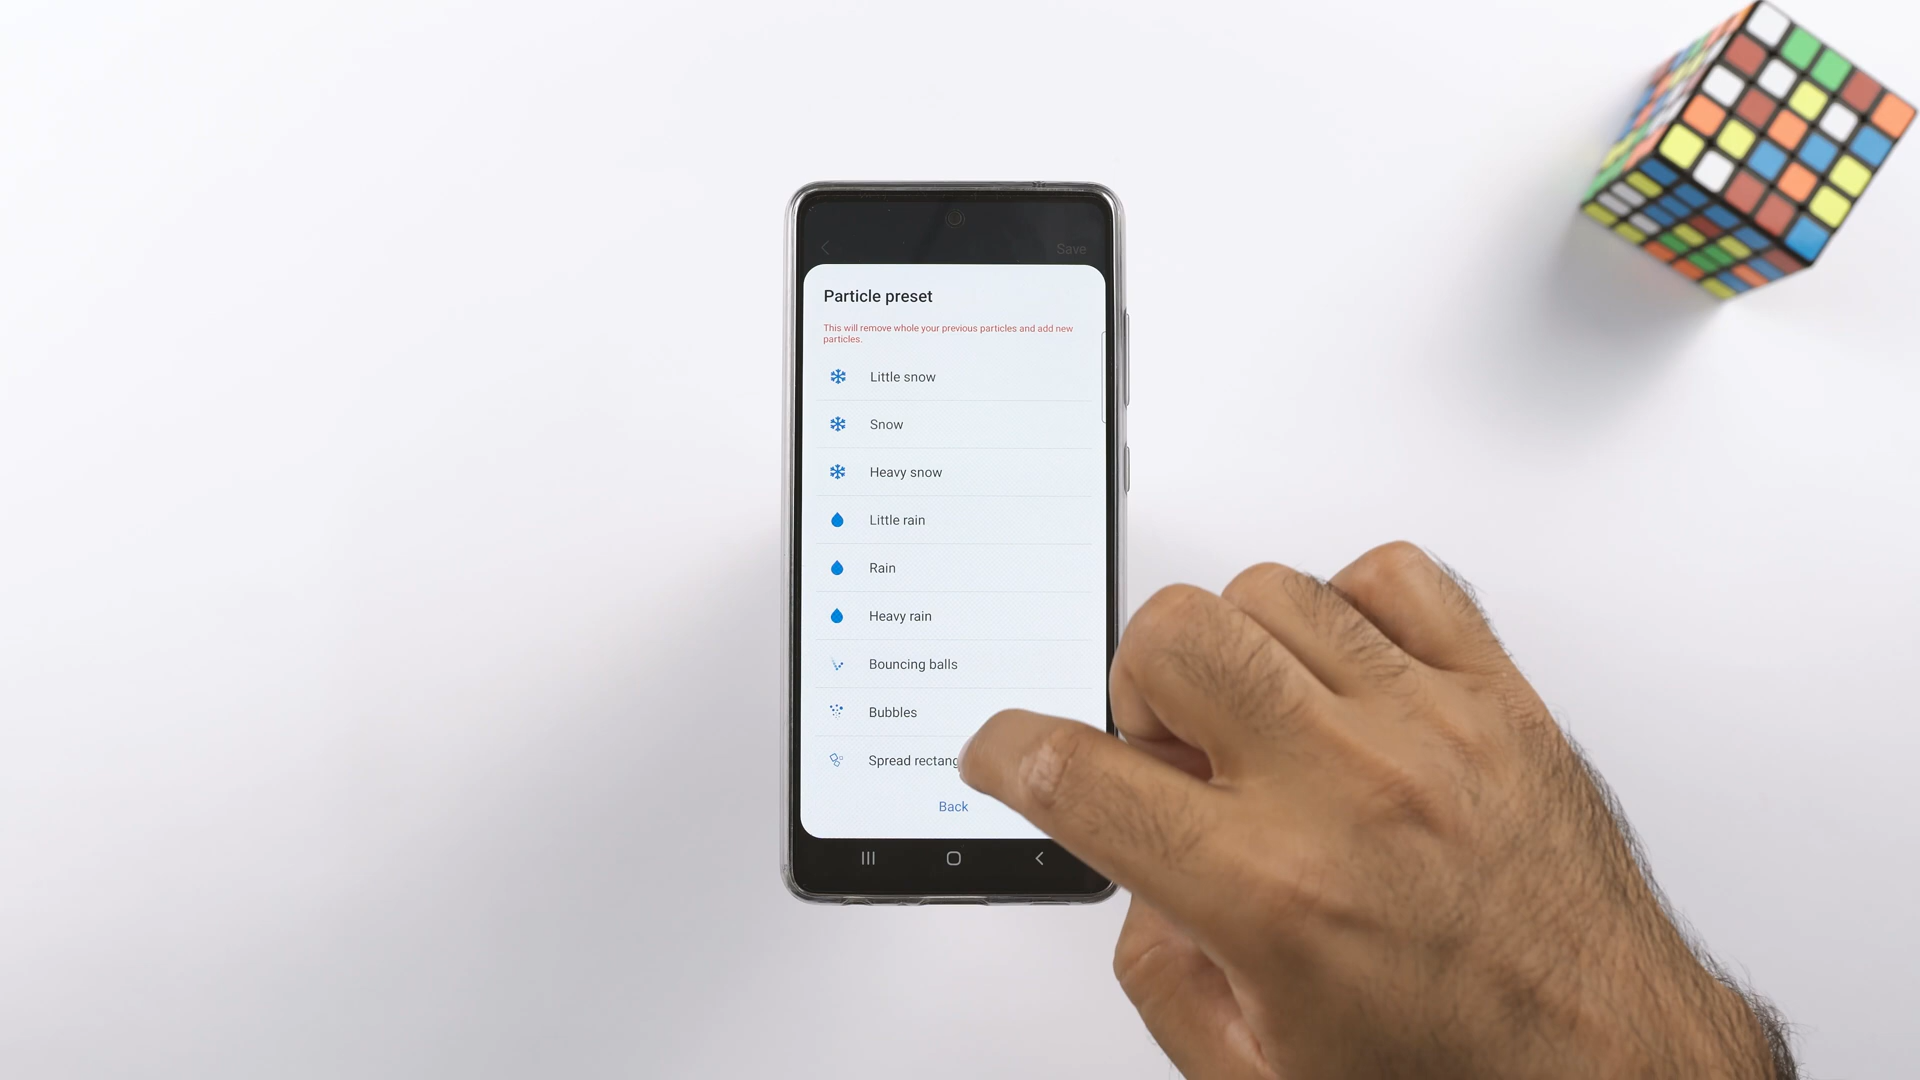 Save
Particle preset
This will remove whole your previous particles and add new
particles.
Little snow
Snow
Heavy snow
Little rain
Rain
Heavy rain
Bouncing balls
Bubbles
Spread
Back